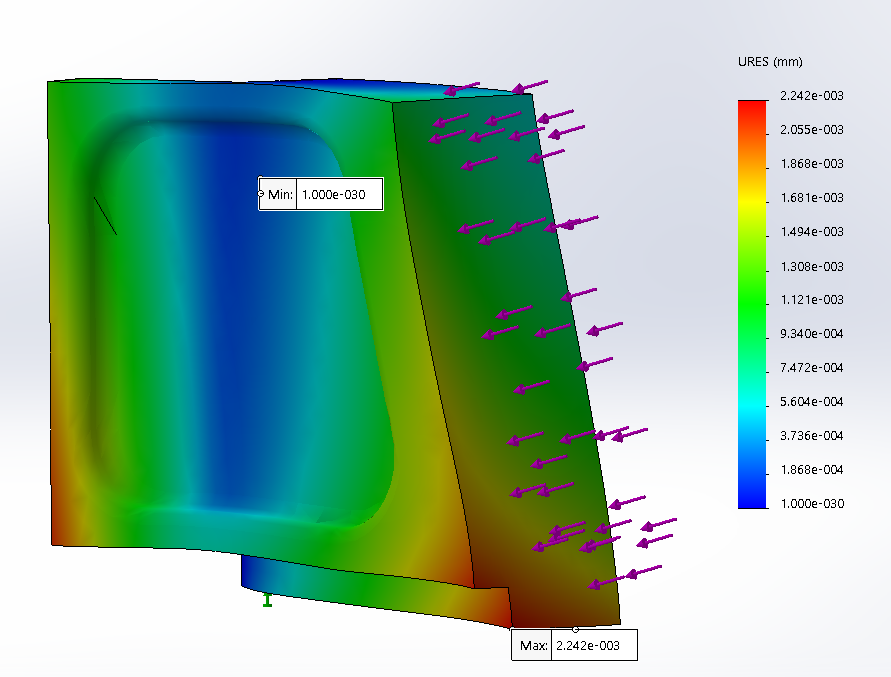 URES (mm)
2.242e-003
2.055e-003
1.868e-003
1.681e-003
1.494e-003
1.308e-003
1.121e-003
9.340e-004
7.472e-004
5.604e-004
3.736e-004
1.868e-004
1.000e-030
Min: 1.000e-030
Max: 2.242e-003